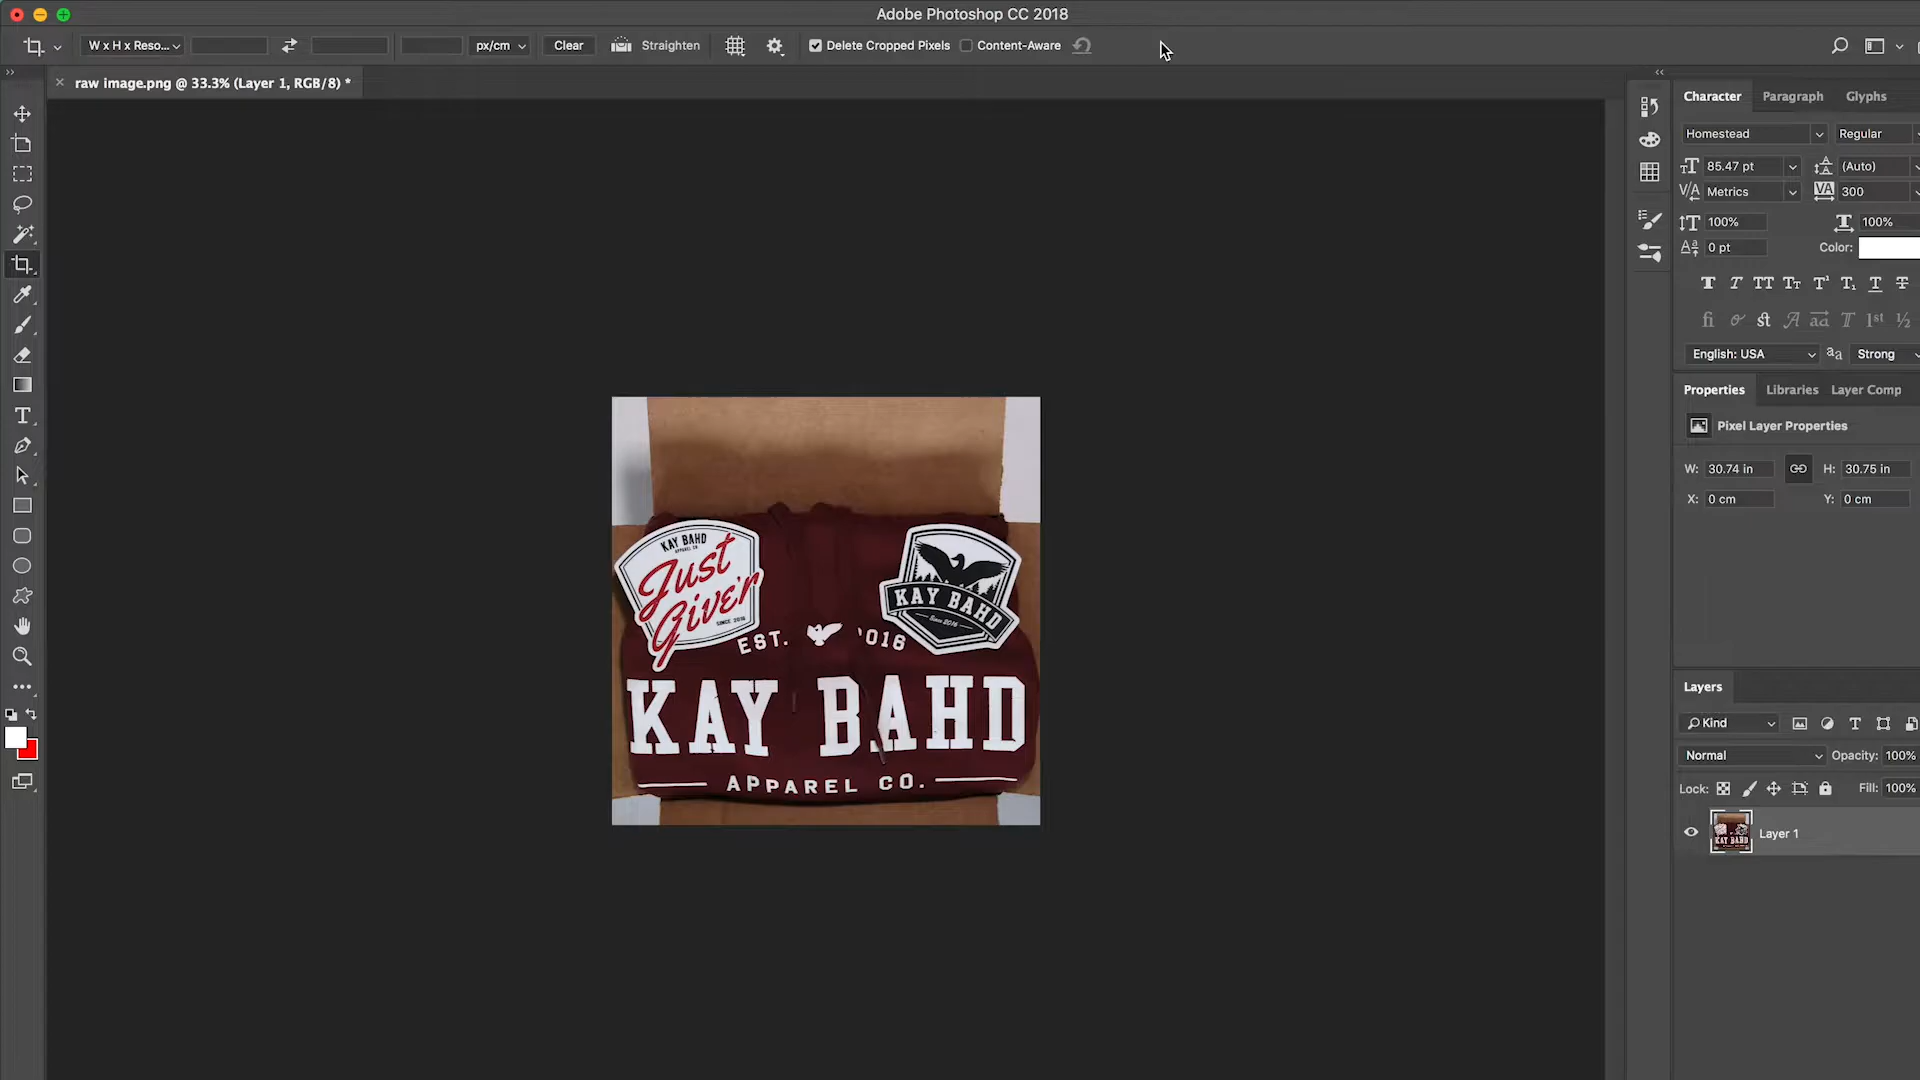 Adobe Photoshop CC 2018
W x H x Reso...
px/cm
Clear
Straighten
Delete Cropped Pixels
Content-Aware
raw image.png @ 33.3% (Layer 1, RGB/8) *
Character
Paragraph
Glyphs
Homestead
Regular
85.47 pt
(Auto)
Metrics
300
100%
100%
0 pt
Color:
English: USA
Strong
Properties
Libraries
Layer Comp
Pixel Layer Properties
W: 30.74 in
H: 30.75 in
X: 0 cm
Y: 0 cm
Layers
Kind
Normal
Opacity: 100%
Lock:
Fill: 100%
Layer 1
KAY BAHD
APPAREL CO
Just
Giver
SINCE 2016
KAY BAHD
Since 2016
EST. 2016
KAY BAHD
APPAREL CO.